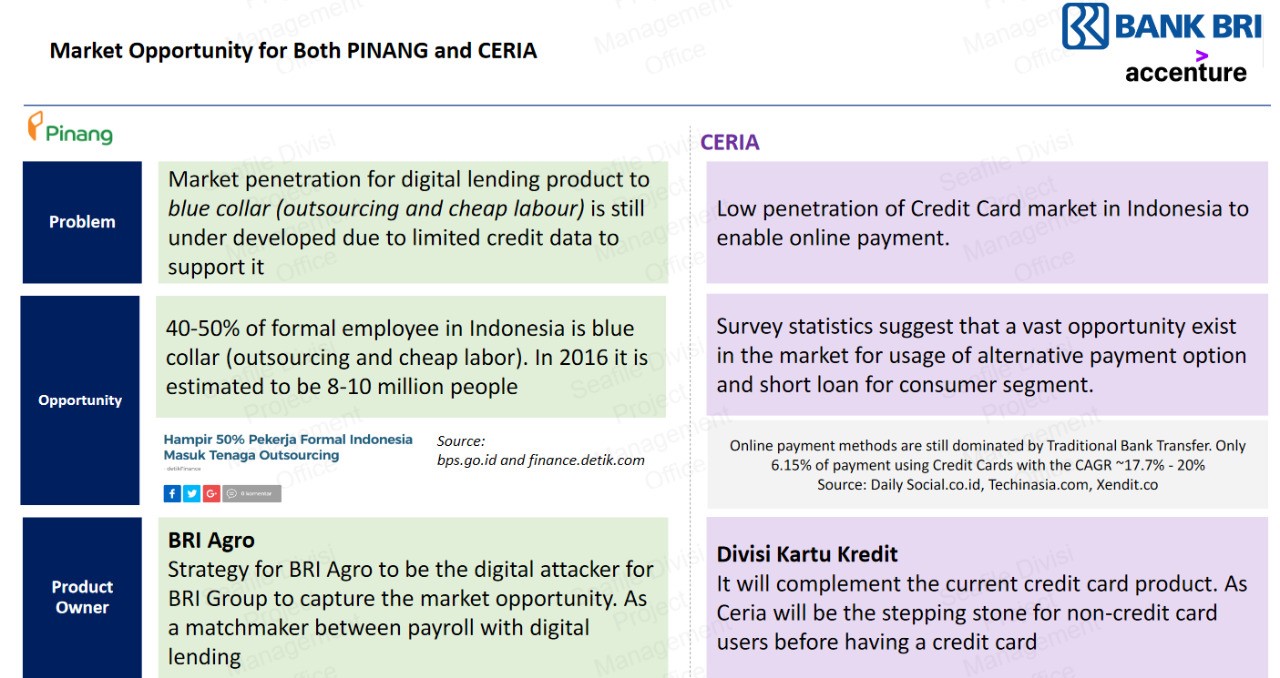 Market Opportunity for Both PINANG and CERIA
BANK BRI
accenture
Pinang
Problem
Market penetration for digital lending product to
blue collar (outsourcing and cheap labour) is still
under developed due to limited credit data to
support it
Opportunity
40-50% of formal employee in Indonesia is blue
collar (outsourcing and cheap labor). In 2016 it is
estimated to be 8-10 million people
Hampir 50% Pekerja Formal Indonesia
Masuk Tenaga Outsourcing
- detikFinance
Source:
bps.go.id and finance.detik.com
0 komentar
Product
Owner
BRI Agro
Strategy for BRI Agro to be the digital attacker for
BRI Group to capture the market opportunity. As
a matchmaker between payroll with digital
lending
CERIA
Low penetration of Credit Card market in Indonesia to
enable online payment.
Survey statistics suggest that a vast opportunity exist
in the market for usage of alternative payment option
and short loan for consumer segment.
Online payment methods are still dominated by Traditional Bank Transfer. Only
6.15% of payment using Credit Cards with the CAGR ~17.7% - 20%
Source: Daily Social.co.id, Techinasia.com, Xendit.co
Divisi Kartu Kredit
It will complement the current credit card product. As
Ceria will be the stepping stone for non-credit card
users before having a credit card
Seafile Divisi
Project
Management
Office